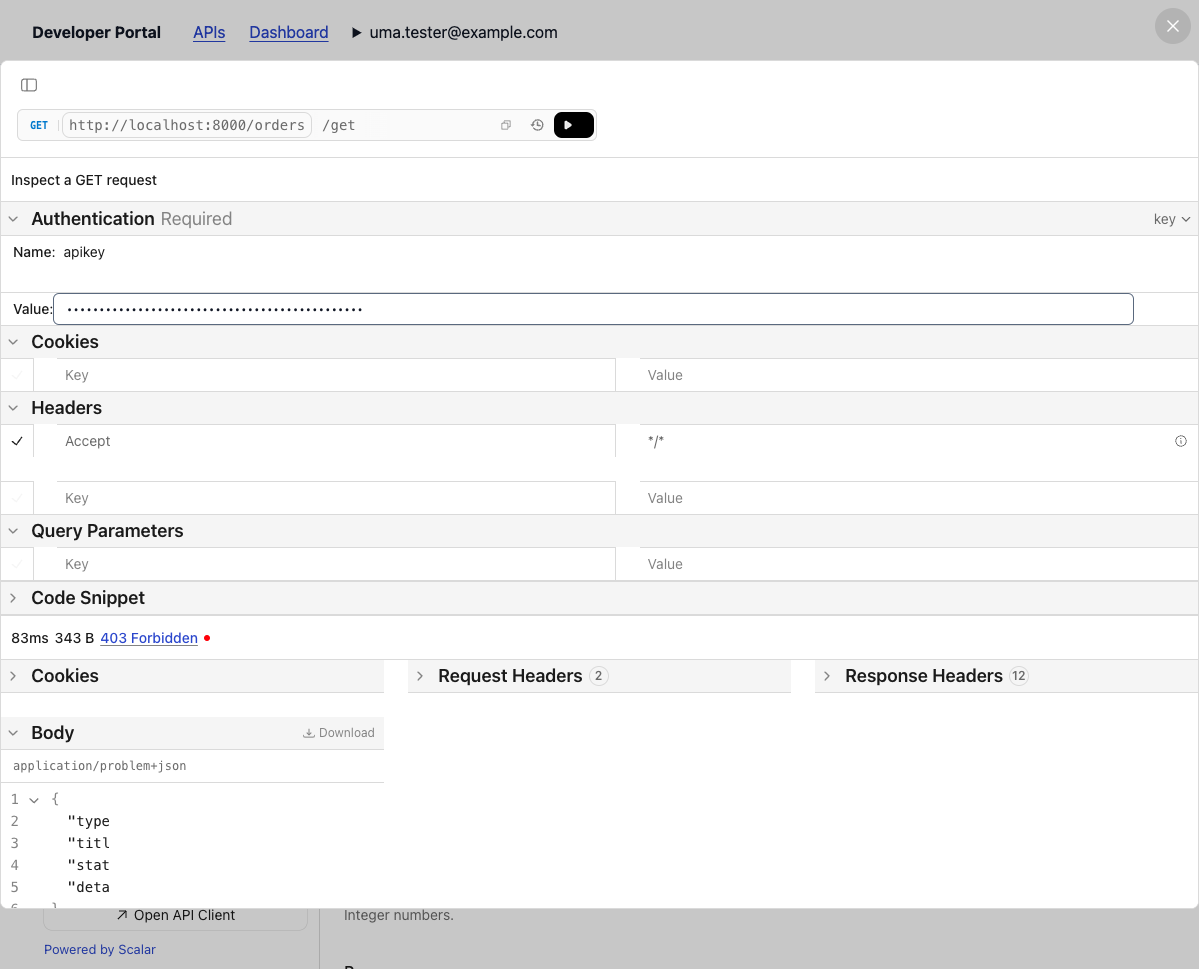 Developer Portal APIs Dashboard ▶ uma.tester@example.com
GET http://localhost:8000/orders /get
Inspect a GET request
Authentication Required key
Name: apikey
Value: ••••••••••••••••••••••••••••••••••••••••••••••
Cookies
Key Value
Headers
Accept */*
Key Value
Query Parameters
Key Value
Code Snippet
83ms 343 B 403 Forbidden
Cookies Request Headers 2 Response Headers 12
Body Download
application/problem+json
1 {
2 "type
3 "titl
4 "stat
5 "deta
6 }
Open API Client Integer numbers.
Powered by Scalar